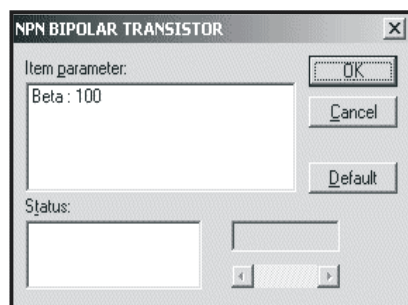 NPN BIPOLAR TRANSISTOR
Item parameter:
OK
Beta : 100
Cancel
Default
Status: